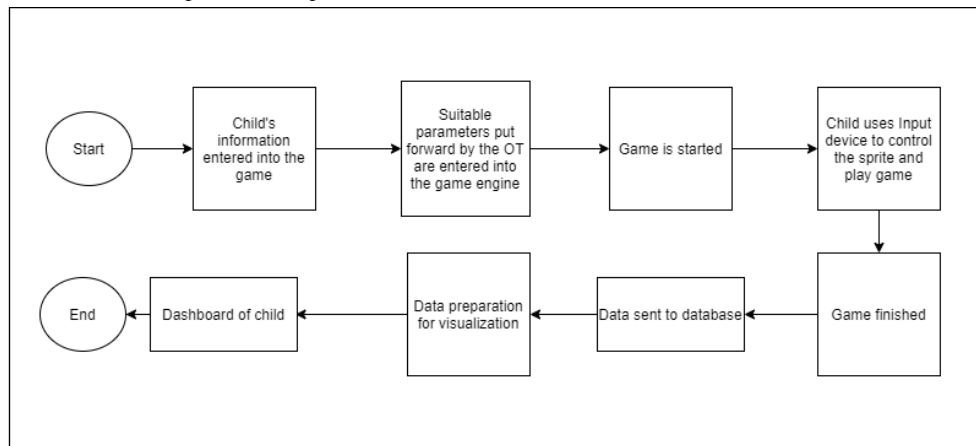 Start
Child's
information
entered into the
game
Suitable
parameters put
forward by the OT
are entered into
the game engine
Game is started
Child uses Input
device to control
the sprite and
play game
Game finished
Data sent to database
Data preparation
for visualization
Dashboard of child
End